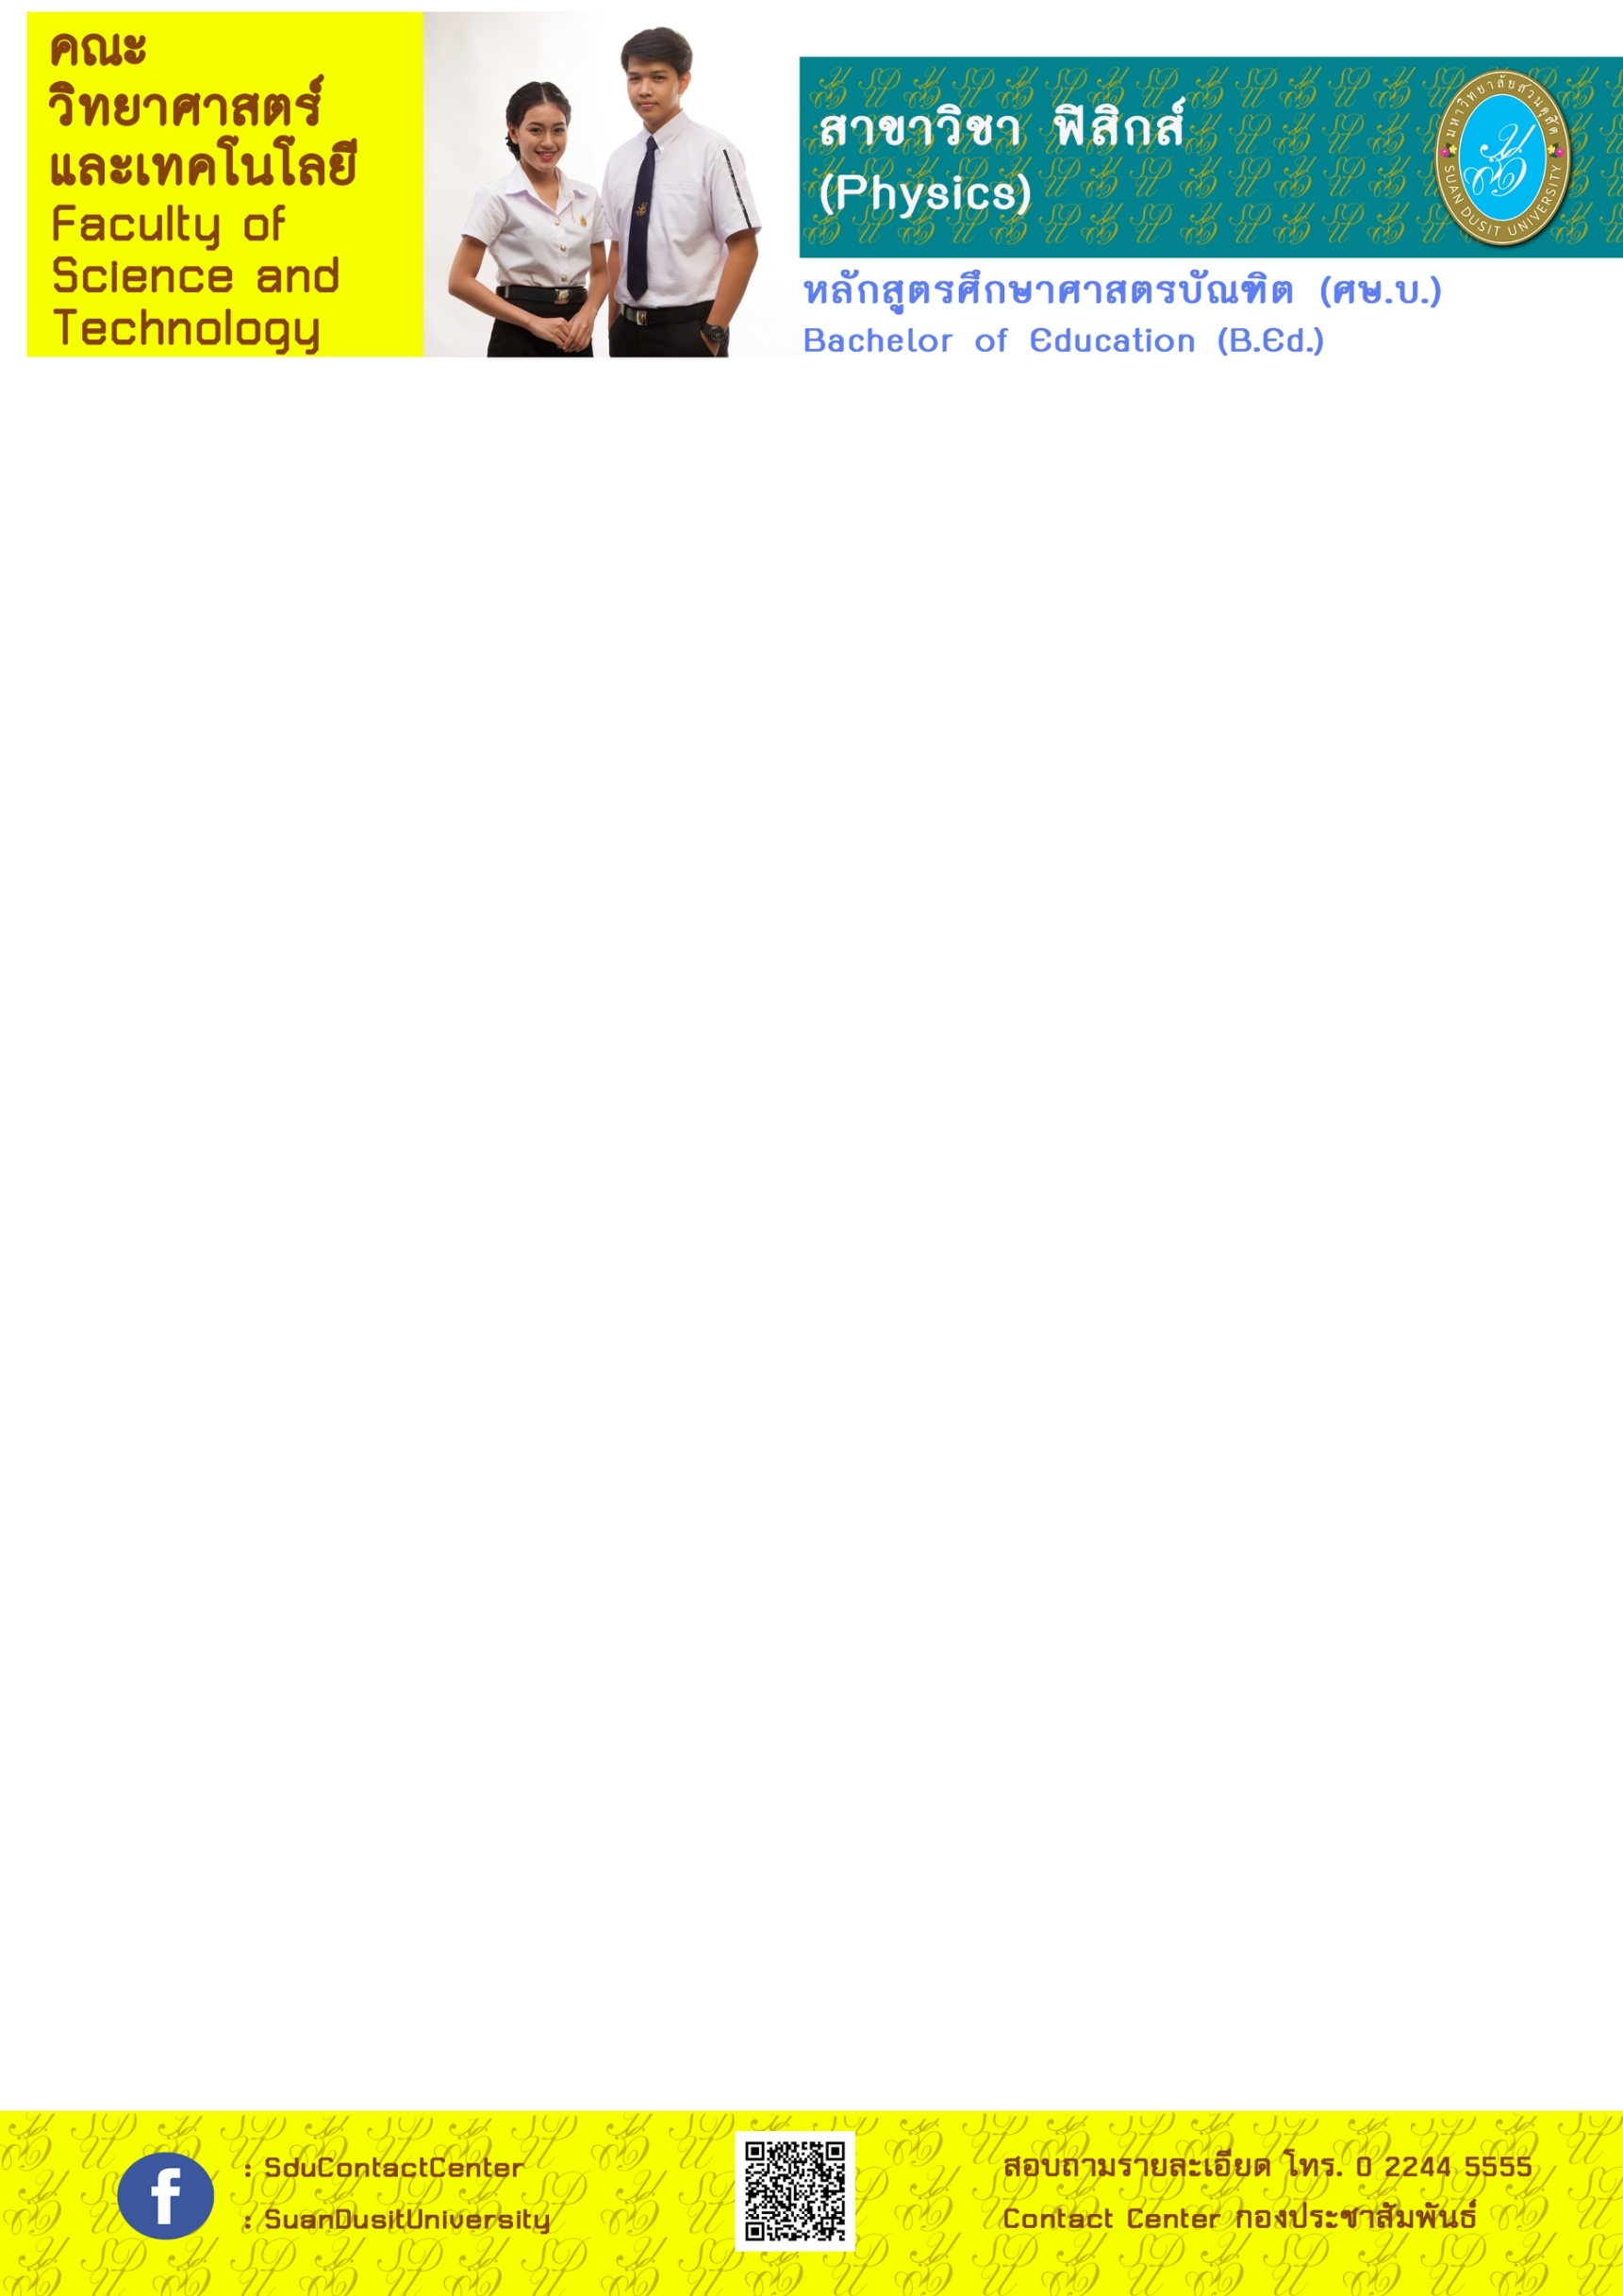 คณะ
วิทยาศาสตร์
และเทคโนโลยี
Faculty of
Science and
Technology
สาขาวิชา ฟิสิกส์
(Physics)
มหาวิทยาลัยสวนดุสิต
SUAN DUSIT UNIVERSITY
หลักสูตรศึกษาศาสตรบัณฑิต (ศษ.บ.)
Bachelor of Education (B.Ed.)
: SduContactCenter
: SuanDusitUniversity
สอบถามรายละเอียด โทร. 0 2244 5555
Contact Center กองประชาสัมพันธ์